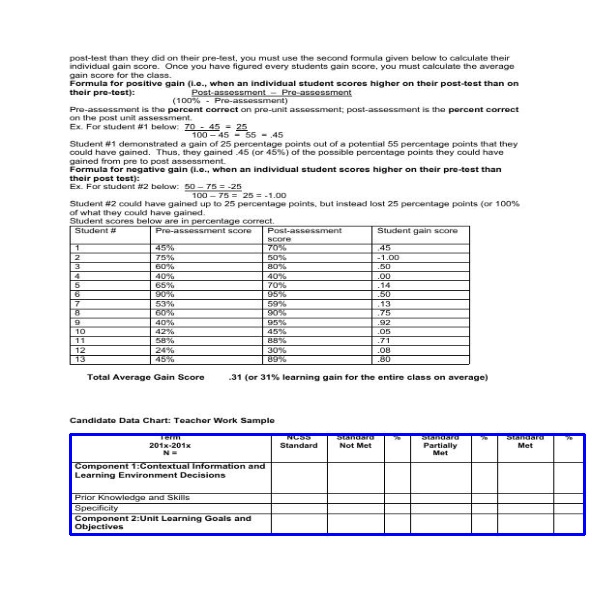 post-test than they did on their pre-test, you must use the second formula given below to calculate their
individual gain score.  Once you have figured every students gain score, you must calculate the average
gain score for the class.
Formula for positive gain (i.e., when an individual student scores higher on their post-test than on
their pre-test): Post-assessment – Pre-assessment
(100% - Pre-assessment)
Pre-assessment is the percent correct on pre-unit assessment; post-assessment is the percent correct
on the post unit assessment.
Ex. For student #1 below: 70 - 45 = 25
100 – 45 = 55 = .45
Student #1 demonstrated a gain of 25 percentage points out of a potential 55 percentage points that they
could have gained.  Thus, they gained .45 (or 45%) of the possible percentage points they could have
gained from pre to post assessment.
Formula for negative gain (i.e., when an individual student scores higher on their pre-test than
their post test):
Ex. For student #2 below: 50 – 75 = -25
100 – 75 = 25 = -1.00
Student #2 could have gained up to 25 percentage points, but instead lost 25 percentage points (or 100%
of what they could have gained.
Student scores below are in percentage correct.
Student # Pre-assessment score Post-assessment score Student gain score
1 45% 70% .45
2 75% 50% -1.00
3 60% 80% .50
4 40% 40% .00
5 65% 70% .14
6 90% 95% .50
7 53% 59% .13
8 60% 90% .75
9 40% 95% .92
10 42% 45% .05
11 58% 88% .71
12 24% 30% .08
13 45% 89% .80
Total Average Gain Score .31 (or 31% learning gain for the entire class on average)
Candidate Data Chart: Teacher Work Sample
Term NCSS Standard % Standard % Standard %
201x-201x Standard Not Met Partially Met
N = Met
Component 1:Contextual Information and
Learning Environment Decisions
Prior Knowledge and Skills
Specificity
Component 2:Unit Learning Goals and
Objectives